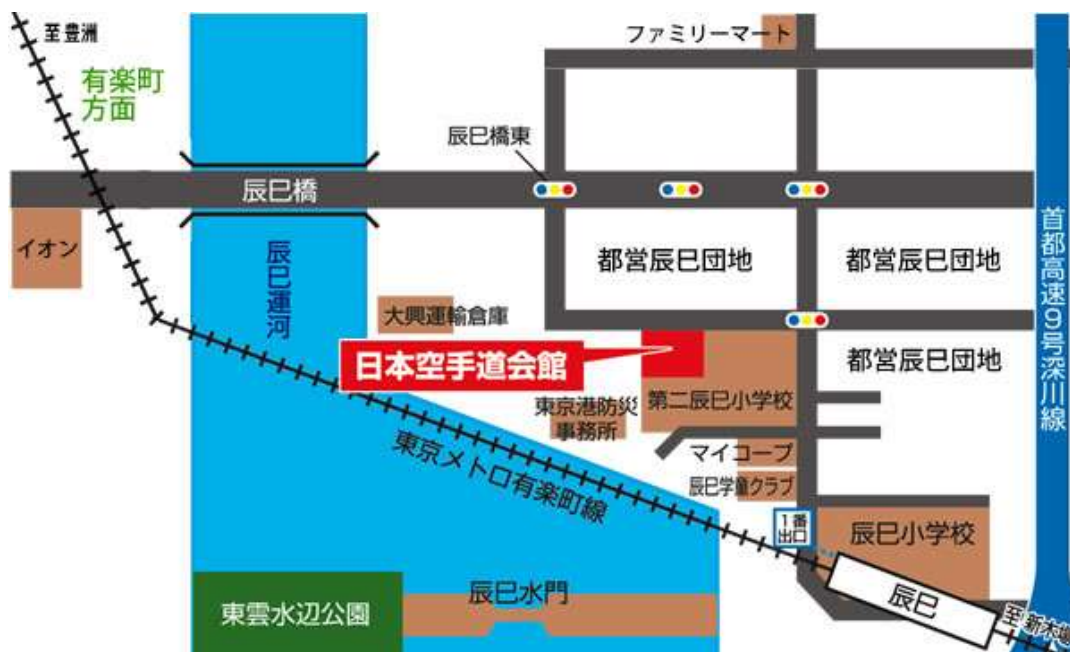 至 豊洲
有楽町
方面
ファミリーマート
辰巳橋東
辰巳橋
イオン
辰巳運河
都営辰巳団地
都営辰巳団地
首都高速9号深川線
大興運輸倉庫
日本空手道会館
都営辰巳団地
東京港防災
事務所
第二辰巳小学校
東京メトロ有楽町線
マイコープ
辰巳学童クラブ
1番
出口
辰巳小学校
辰巳水門
東雲水辺公園
辰巳
至 新木場